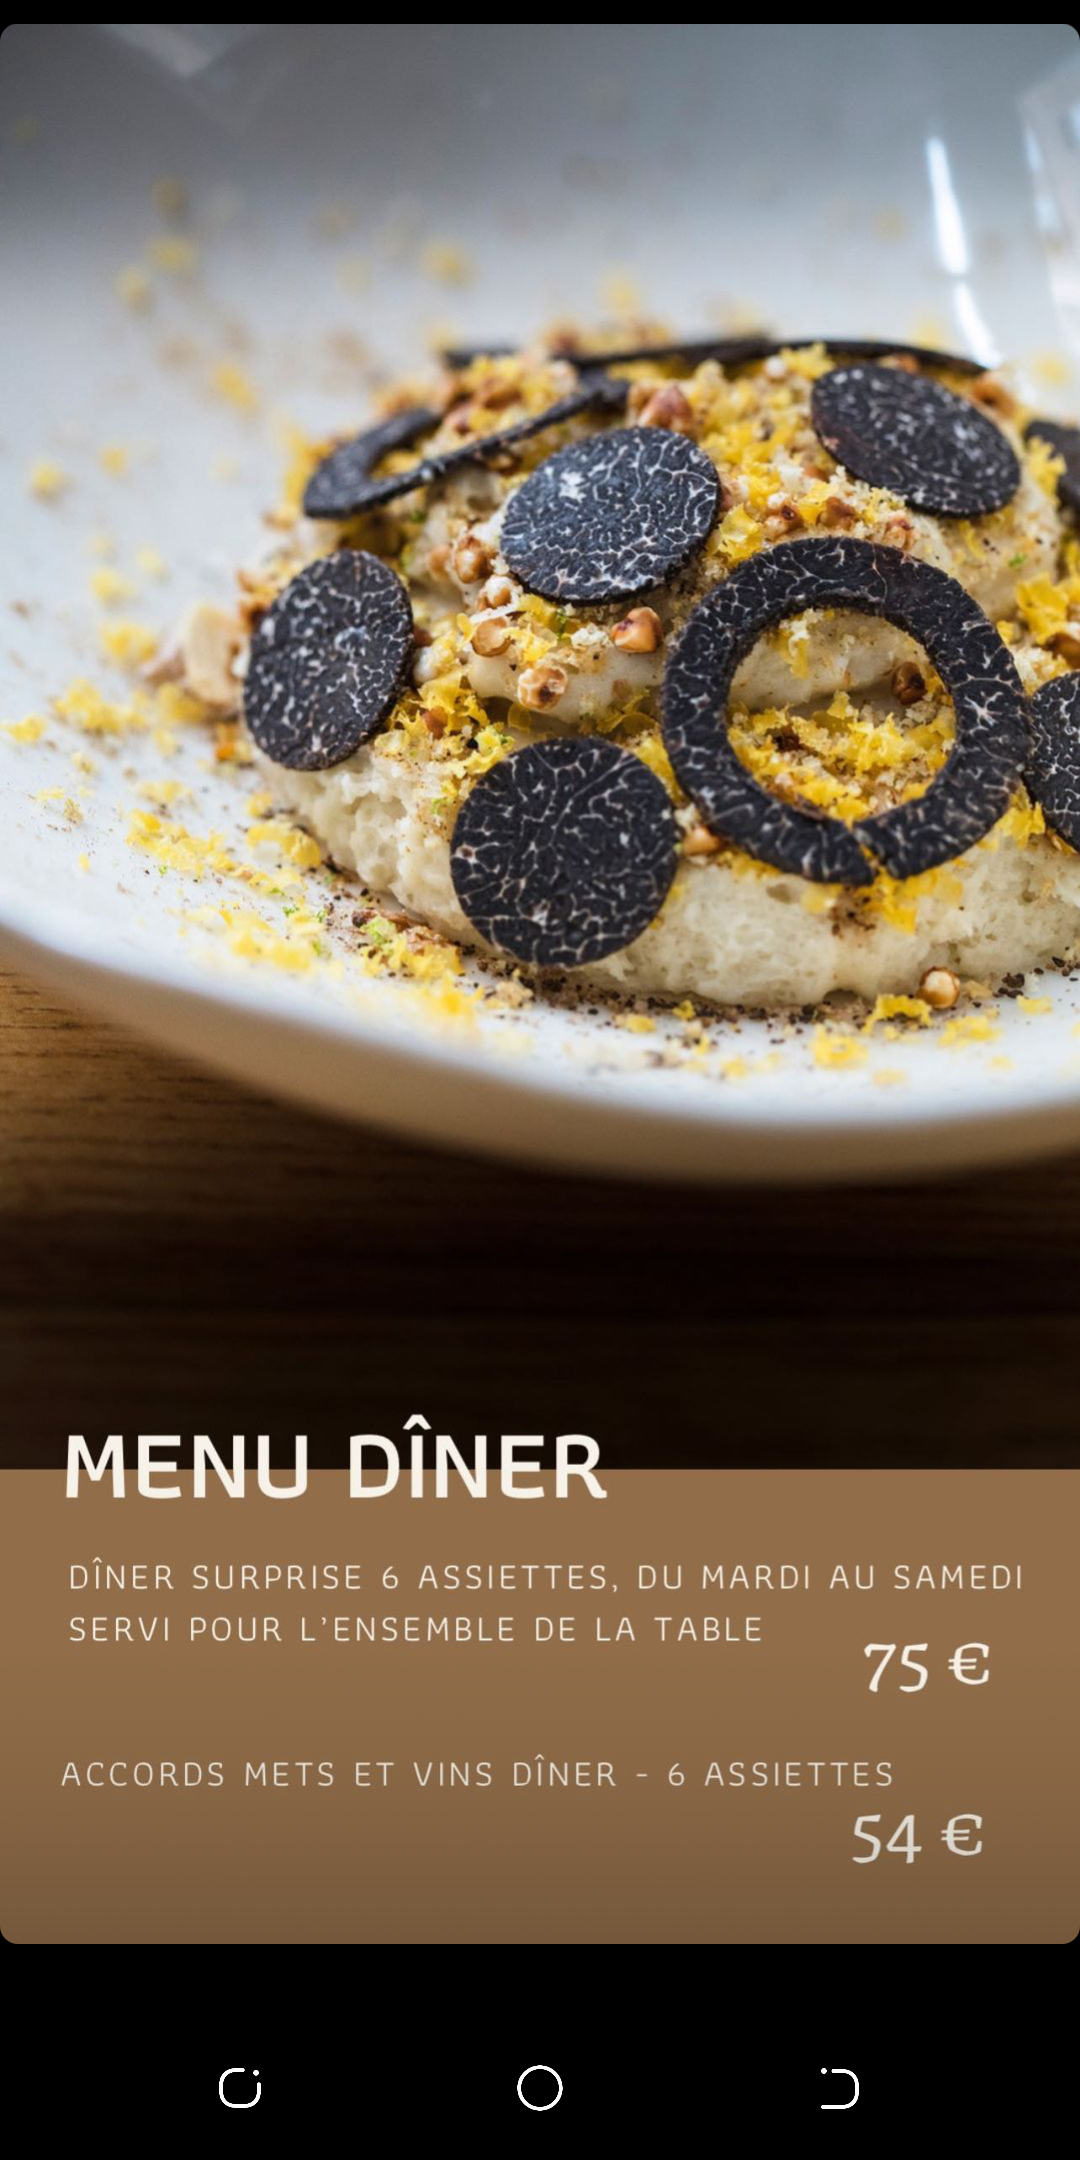 MENU DÎNER
DÎNER SURPRISE 6 ASSIETTES, DU MARDI AU SAMEDI
SERVI POUR L'ENSEMBLE DE LA TABLE
75 €
ACCORDS METS ET VINS DÎNER - 6 ASSIETTES
54 €